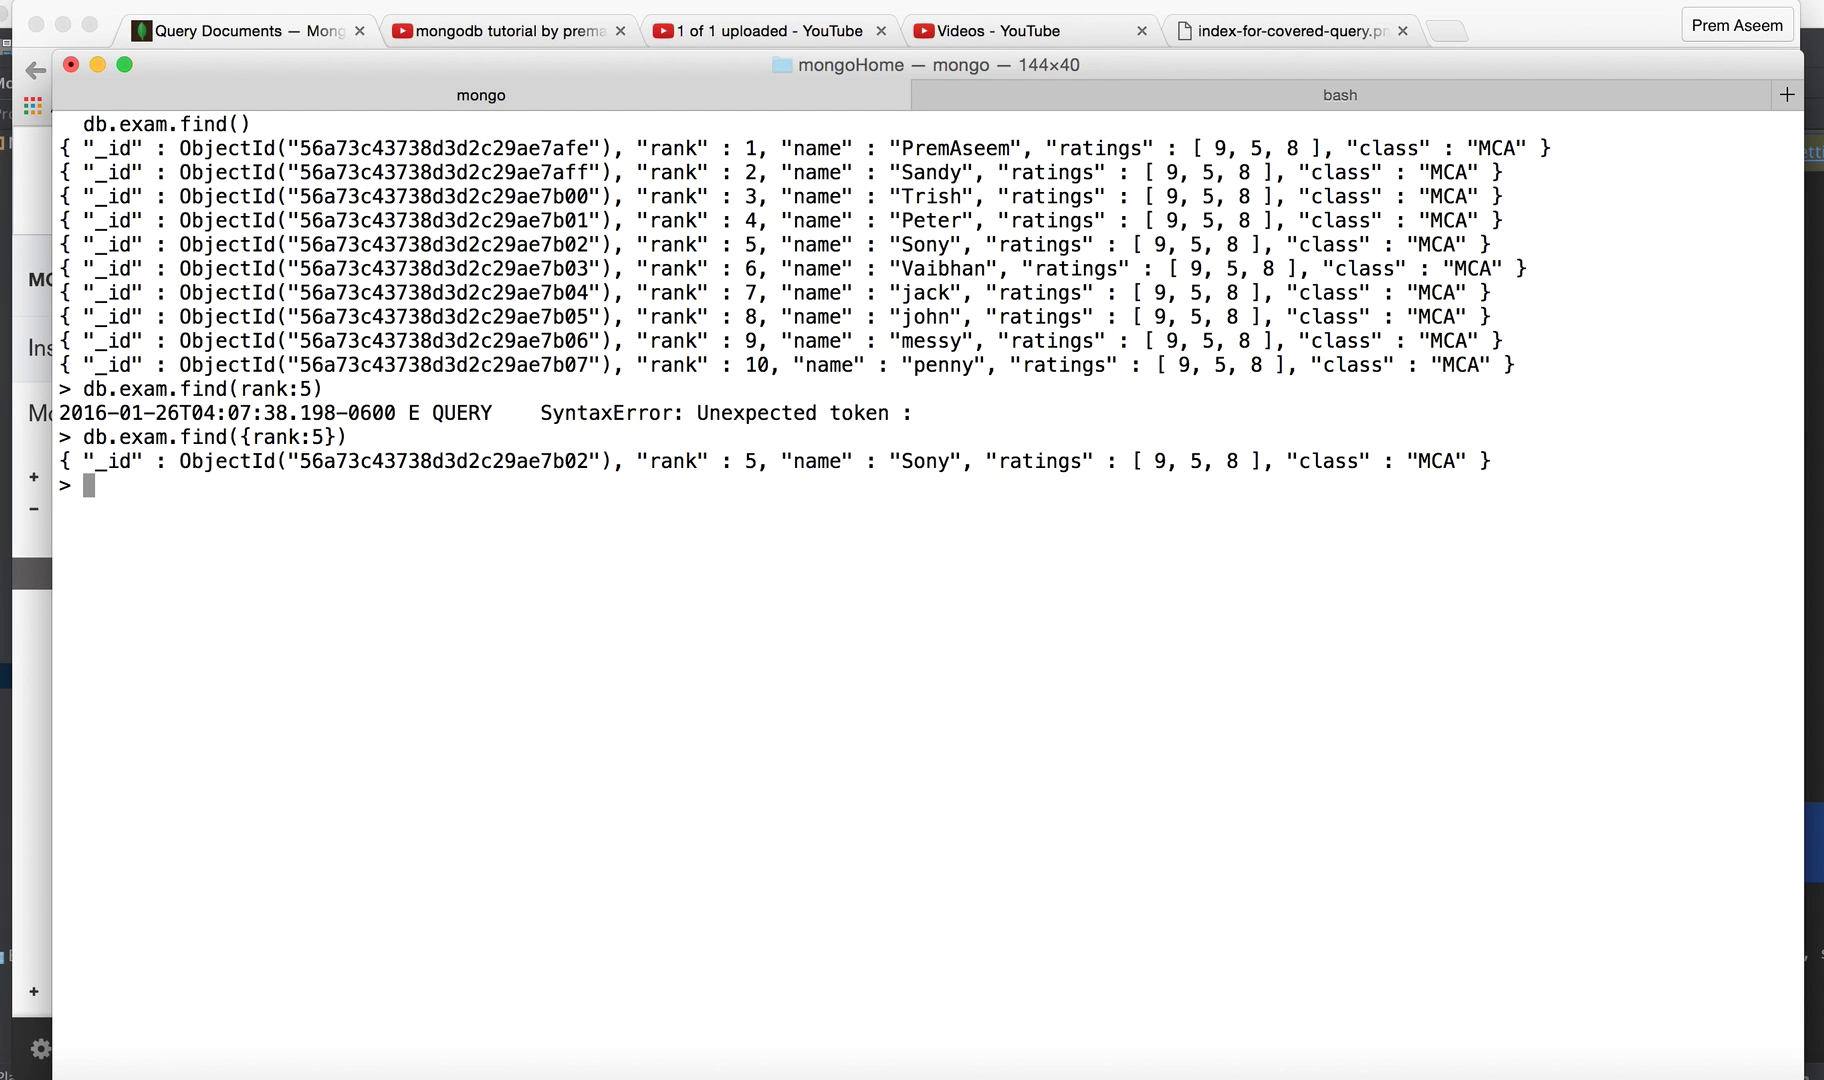 Query Documents — Mong
mongodb tutorial by prema
1 of 1 uploaded - YouTube
Videos - YouTube
index-for-covered-query.pn
Prem Aseem
mongoHome — mongo — 144×40
mongo
bash
db.exam.find()
{ "_id" : ObjectId("56a73c43738d3d2c29ae7afe"), "rank" : 1, "name" : "PremAseem", "ratings" : [ 9, 5, 8 ], "class" : "MCA" }
{ "_id" : ObjectId("56a73c43738d3d2c29ae7aff"), "rank" : 2, "name" : "Sandy", "ratings" : [ 9, 5, 8 ], "class" : "MCA" }
{ "_id" : ObjectId("56a73c43738d3d2c29ae7b00"), "rank" : 3, "name" : "Trish", "ratings" : [ 9, 5, 8 ], "class" : "MCA" }
{ "_id" : ObjectId("56a73c43738d3d2c29ae7b01"), "rank" : 4, "name" : "Peter", "ratings" : [ 9, 5, 8 ], "class" : "MCA" }
{ "_id" : ObjectId("56a73c43738d3d2c29ae7b02"), "rank" : 5, "name" : "Sony", "ratings" : [ 9, 5, 8 ], "class" : "MCA" }
{ "_id" : ObjectId("56a73c43738d3d2c29ae7b03"), "rank" : 6, "name" : "Vaibhan", "ratings" : [ 9, 5, 8 ], "class" : "MCA" }
{ "_id" : ObjectId("56a73c43738d3d2c29ae7b04"), "rank" : 7, "name" : "jack", "ratings" : [ 9, 5, 8 ], "class" : "MCA" }
{ "_id" : ObjectId("56a73c43738d3d2c29ae7b05"), "rank" : 8, "name" : "john", "ratings" : [ 9, 5, 8 ], "class" : "MCA" }
{ "_id" : ObjectId("56a73c43738d3d2c29ae7b06"), "rank" : 9, "name" : "messy", "ratings" : [ 9, 5, 8 ], "class" : "MCA" }
{ "_id" : ObjectId("56a73c43738d3d2c29ae7b07"), "rank" : 10, "name" : "penny", "ratings" : [ 9, 5, 8 ], "class" : "MCA" }
> db.exam.find(rank:5)
2016-01-26T04:07:38.198-0600 E QUERY    SyntaxError: Unexpected token :
> db.exam.find({rank:5})
{ "_id" : ObjectId("56a73c43738d3d2c29ae7b02"), "rank" : 5, "name" : "Sony", "ratings" : [ 9, 5, 8 ], "class" : "MCA" }
>